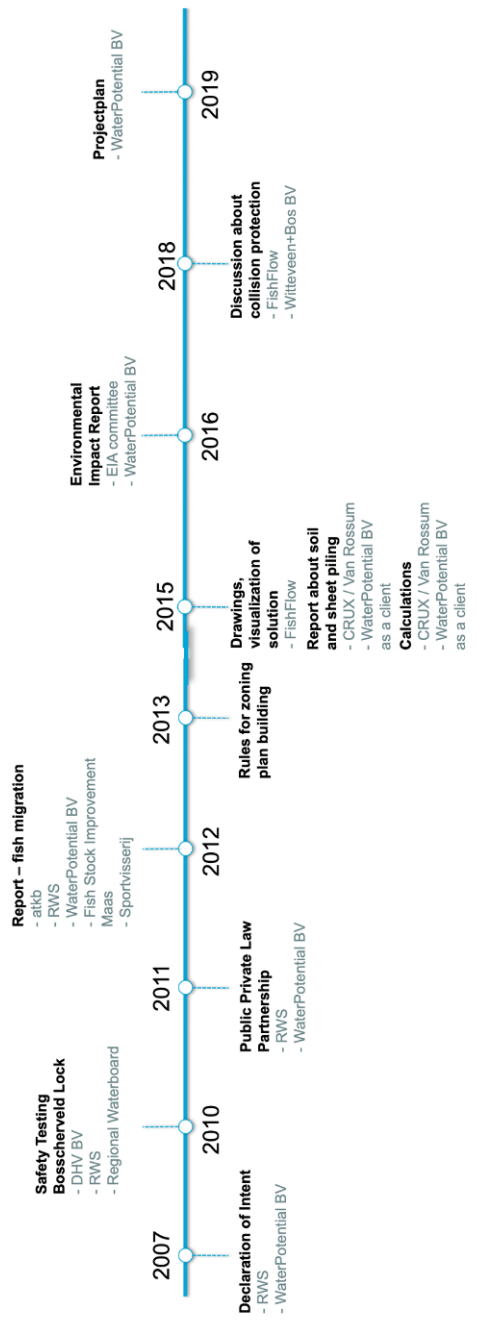 2007
Declaration of Intent
- RWS
- WaterPotential BV
Safety Testing
Bosscherveld Lock
- DHV BV
- RWS
- Regional Waterboard
2010
2011
Public Private Law
Partnership
- RWS
- WaterPotential BV
Report – fish migration
- atkb
- RWS
- WaterPotential BV
- Fish Stock Improvement
Maas
- Sportvisserij
2012
2013
Rules for zoning
plan building
2015
Drawings,
visualization of
solution
- FishFlow
Report about soil
and sheet piling
- CRUX / Van Rossum
- WaterPotential BV
as a client
Calculations
- CRUX / Van Rossum
- WaterPotential BV
as a client
Environmental
Impact Report
- EIA committee
- WaterPotential BV
2016
2018
Discussion about
collision protection
- FishFlow
- Witteveen+Bos BV
Projectplan
- WaterPotential BV
2019